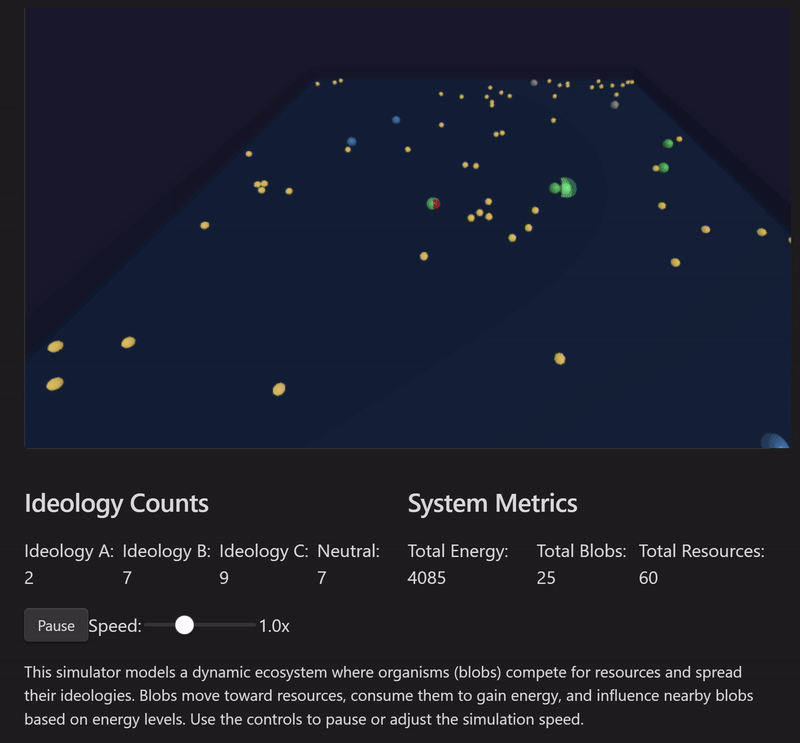 Ideology Counts
System Metrics
Ideology A: Ideology B: Ideology C: Neutral:
2 7 9 7
Total Energy: Total Blobs: Total Resources:
4085 25 60
Pause Speed: 1.0x
This simulator models a dynamic ecosystem where organisms (blobs) compete for resources and spread
their ideologies. Blobs move toward resources, consume them to gain energy, and influence nearby blobs
based on energy levels. Use the controls to pause or adjust the simulation speed.